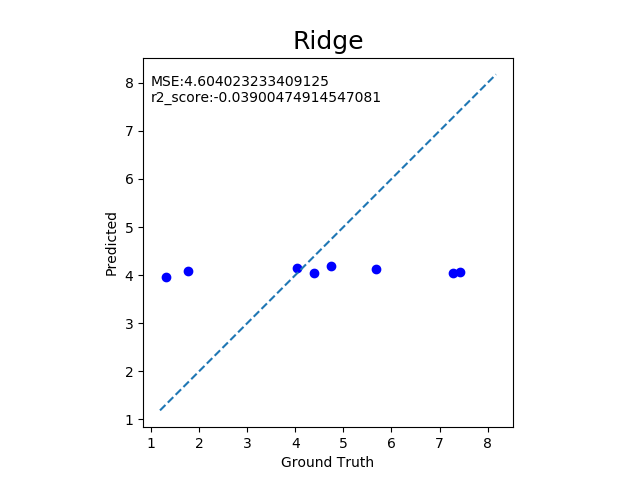 Ridge
MSE:4.604023233409125
r2_score:-0.03900474914547081
8
7
6
5
4
3
2
1
Predicted
1 2 3 4 5 6 7 8
Ground Truth